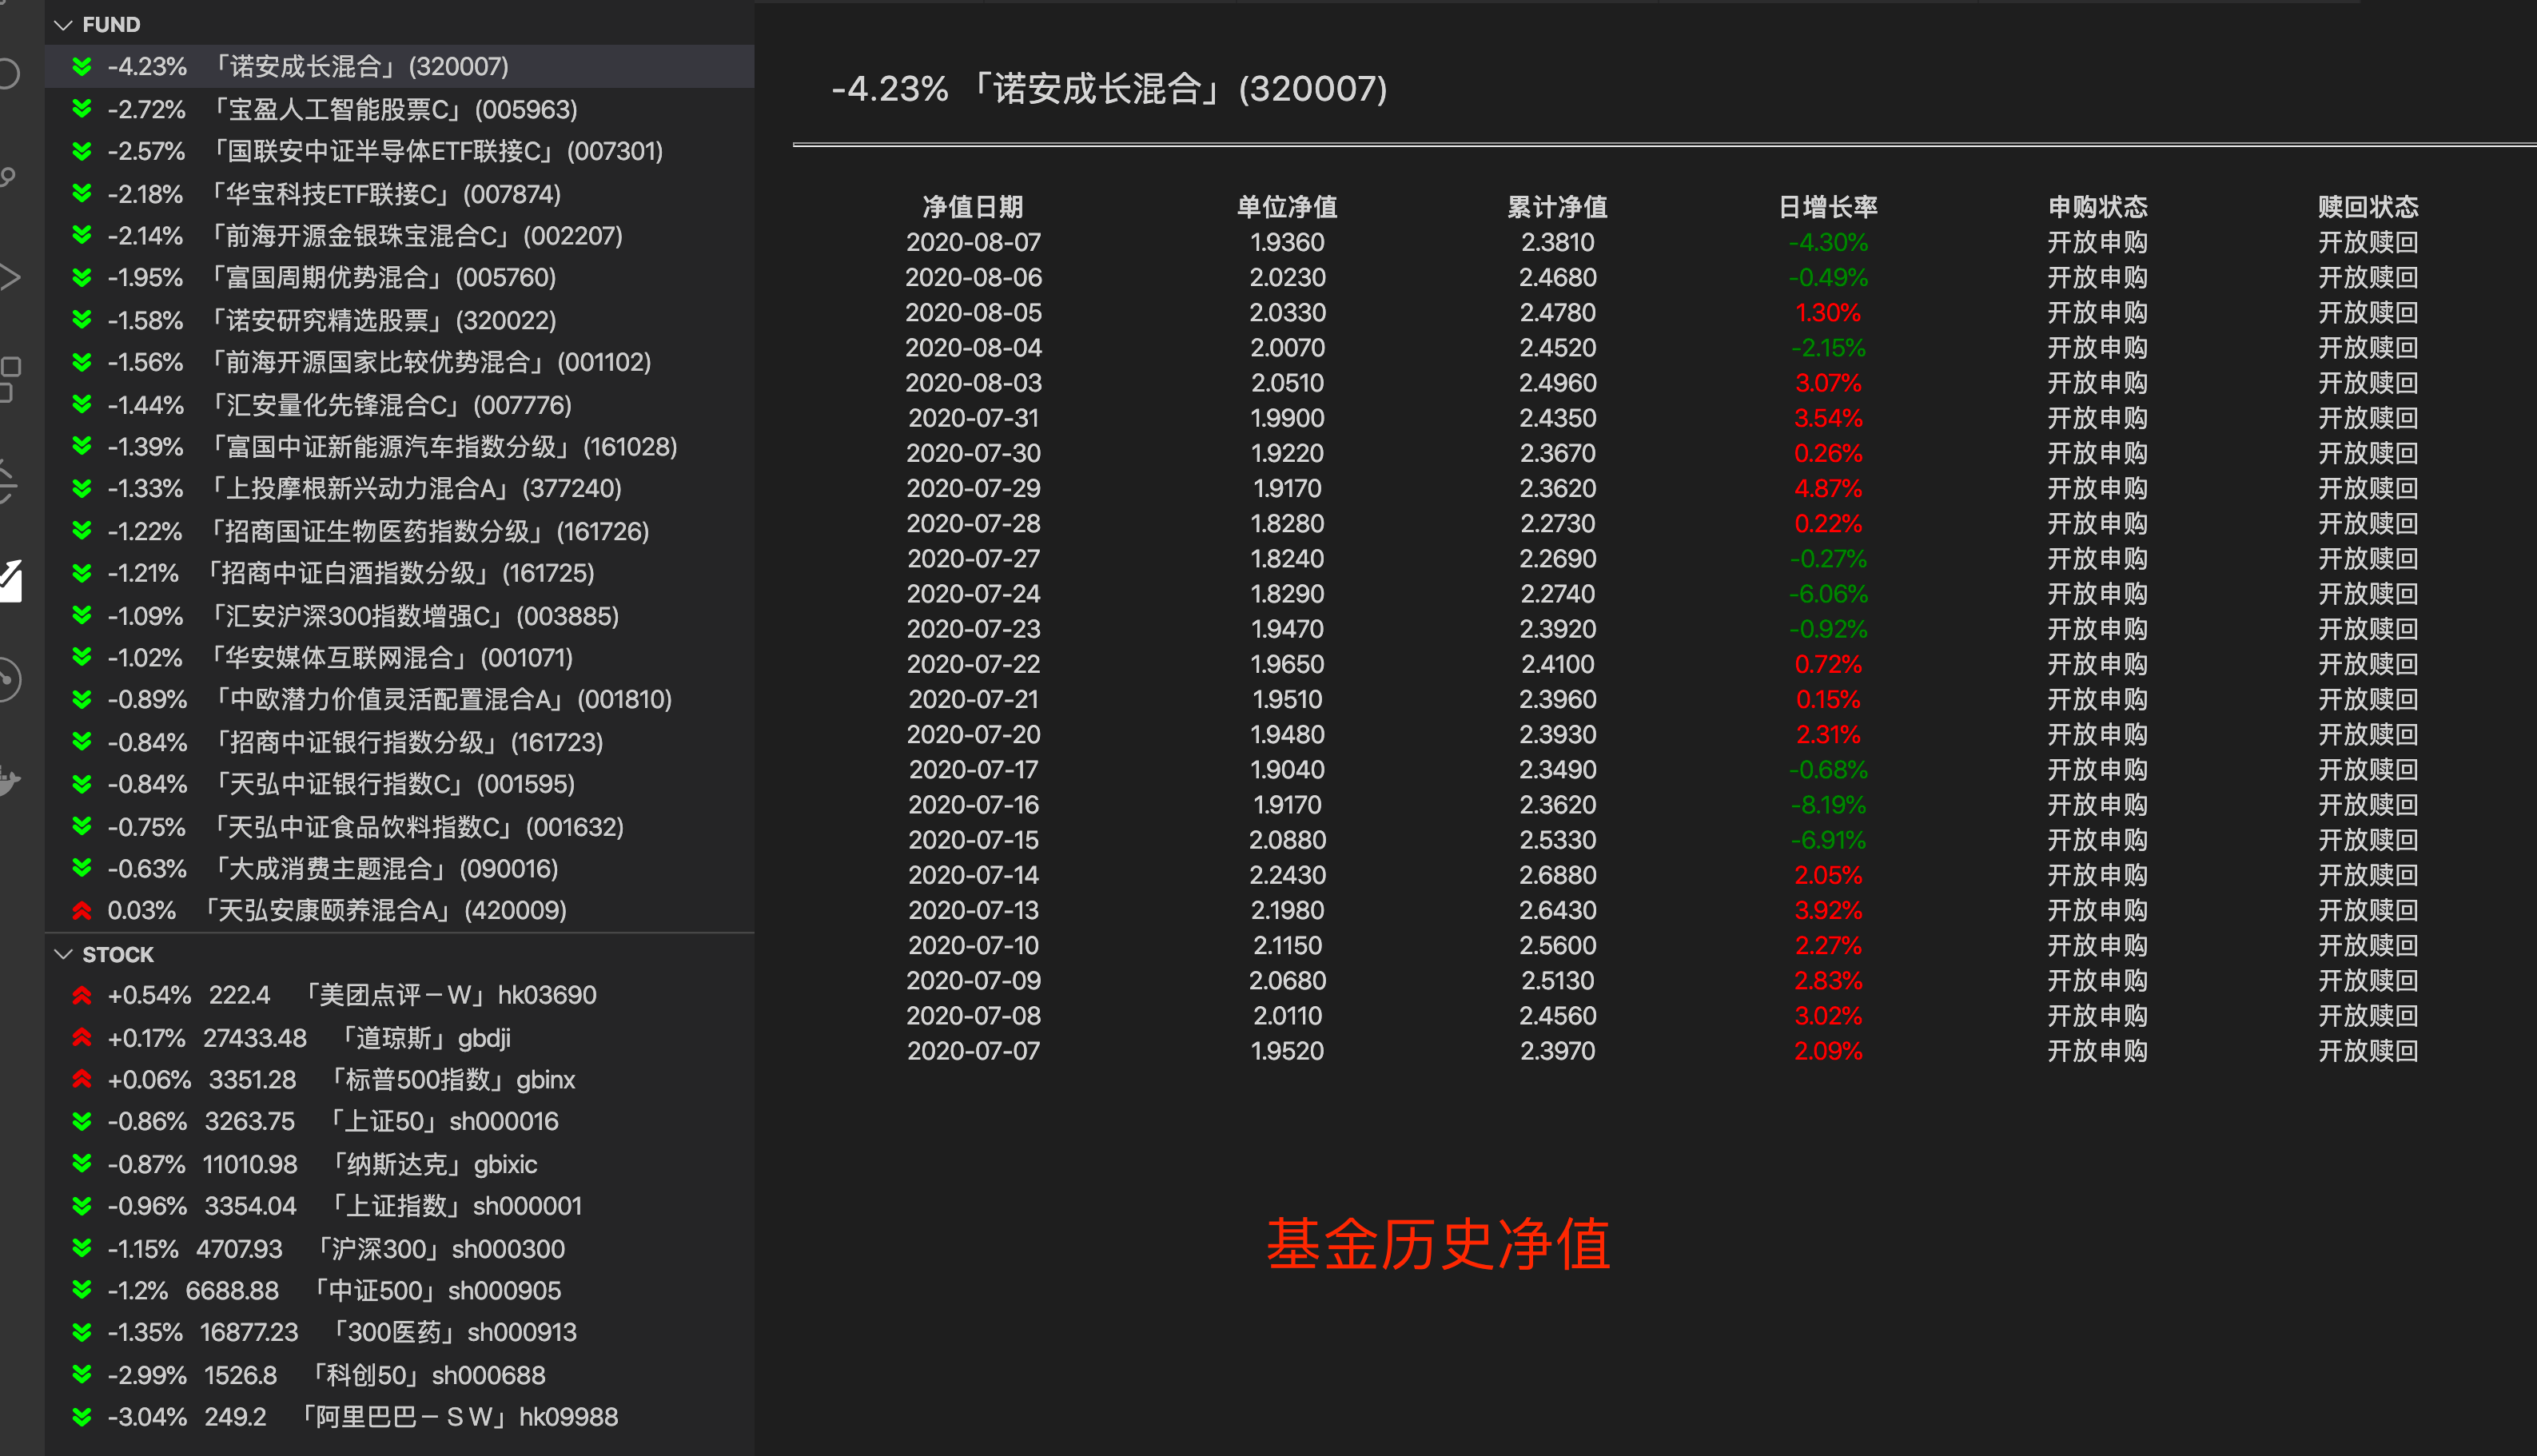 FUND
-4.23% 「诺安成长混合」(320007)
-2.72% 「宝盈人工智能股票C」(005963)
-2.57% 「国联安中证半导体ETF联接C」(007301)
-2.18% 「华宝科技ETF联接C」(007874)
-2.14% 「前海开源金银珠宝混合C」(002207)
-1.95% 「富国周期优势混合」(005760)
-1.58% 「诺安研究精选股票」(320022)
-1.56% 「前海开源国家比较优势混合」(001102)
-1.44% 「汇安量化先锋混合C」(007776)
-1.39% 「富国中证新能源汽车指数分级」(161028)
-1.33% 「上投摩根新兴动力混合A」(377240)
-1.22% 「招商国证生物医药指数分级」(161726)
-1.21% 「招商中证白酒指数分级」(161725)
-1.09% 「汇安沪深300指数增强C」(003885)
-1.02% 「华安媒体互联网混合」(001071)
-0.89% 「中欧潜力价值灵活配置混合A」(001810)
-0.84% 「招商中证银行指数分级」(161723)
-0.84% 「天弘中证银行指数C」(001595)
-0.75% 「天弘中证食品饮料指数C」(001632)
-0.63% 「大成消费主题混合」(090016)
0.03% 「天弘安康颐养混合A」(420009)
STOCK
+0.54% 222.4 「美团点评－W」hk03690
+0.17% 27433.48 「道琼斯」gbdji
+0.06% 3351.28 「标普500指数」gbinx
-0.86% 3263.75 「上证50」sh000016
-0.87% 11010.98 「纳斯达克」gbixic
-0.96% 3354.04 「上证指数」sh000001
-1.15% 4707.93 「沪深300」sh000300
-1.2% 6688.88 「中证500」sh000905
-1.35% 16877.23 「300医药」sh000913
-2.99% 1526.8 「科创50」sh000688
-3.04% 249.2 「阿里巴巴－ＳＷ」hk09988
-4.23% 「诺安成长混合」(320007)
净值日期 单位净值 累计净值 日增长率 申购状态 赎回状态
2020-08-07 1.9360 2.3810 -4.30% 开放申购 开放赎回
2020-08-06 2.0230 2.4680 -0.49% 开放申购 开放赎回
2020-08-05 2.0330 2.4780 1.30% 开放申购 开放赎回
2020-08-04 2.0070 2.4520 -2.15% 开放申购 开放赎回
2020-08-03 2.0510 2.4960 3.07% 开放申购 开放赎回
2020-07-31 1.9900 2.4350 3.54% 开放申购 开放赎回
2020-07-30 1.9220 2.3670 0.26% 开放申购 开放赎回
2020-07-29 1.9170 2.3620 4.87% 开放申购 开放赎回
2020-07-28 1.8280 2.2730 0.22% 开放申购 开放赎回
2020-07-27 1.8240 2.2690 -0.27% 开放申购 开放赎回
2020-07-24 1.8290 2.2740 -6.06% 开放申购 开放赎回
2020-07-23 1.9470 2.3920 -0.92% 开放申购 开放赎回
2020-07-22 1.9650 2.4100 0.72% 开放申购 开放赎回
2020-07-21 1.9510 2.3960 0.15% 开放申购 开放赎回
2020-07-20 1.9480 2.3930 2.31% 开放申购 开放赎回
2020-07-17 1.9040 2.3490 -0.68% 开放申购 开放赎回
2020-07-16 1.9170 2.3620 -8.19% 开放申购 开放赎回
2020-07-15 2.0880 2.5330 -6.91% 开放申购 开放赎回
2020-07-14 2.2430 2.6880 2.05% 开放申购 开放赎回
2020-07-13 2.1980 2.6430 3.92% 开放申购 开放赎回
2020-07-10 2.1150 2.5600 2.27% 开放申购 开放赎回
2020-07-09 2.0680 2.5130 2.83% 开放申购 开放赎回
2020-07-08 2.0110 2.4560 3.02% 开放申购 开放赎回
2020-07-07 1.9520 2.3970 2.09% 开放申购 开放赎回
基金历史净值